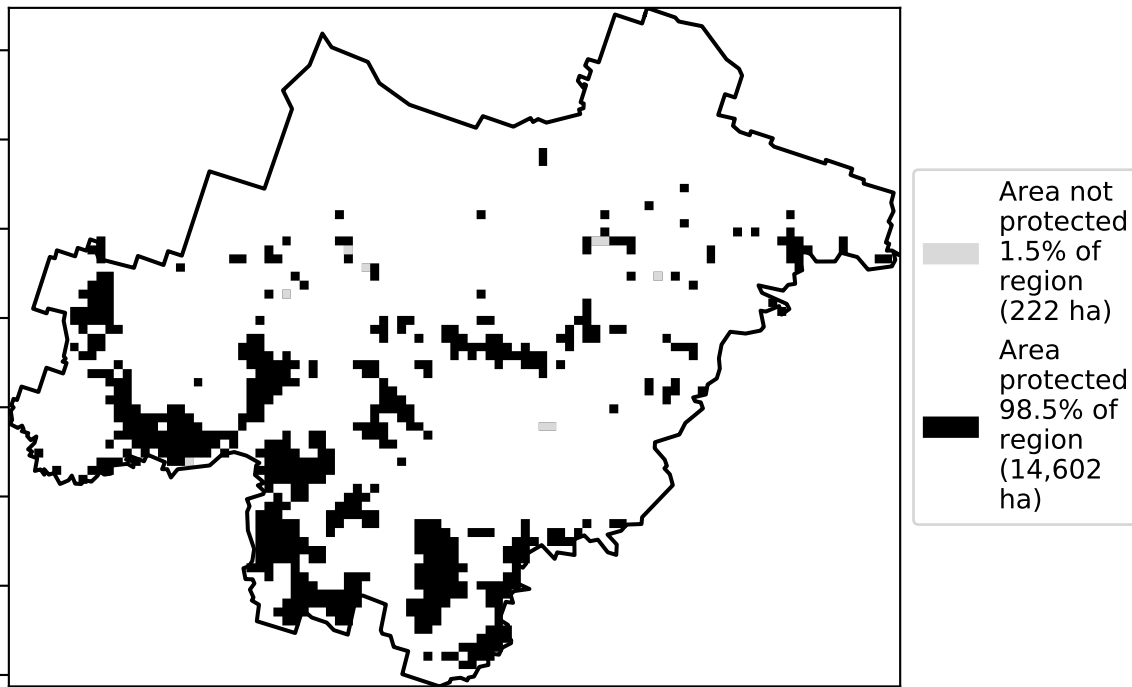 Area not
protected
1.5% of
region
(222 ha)
Area
protected
98.5% of
region
(14,602
ha)